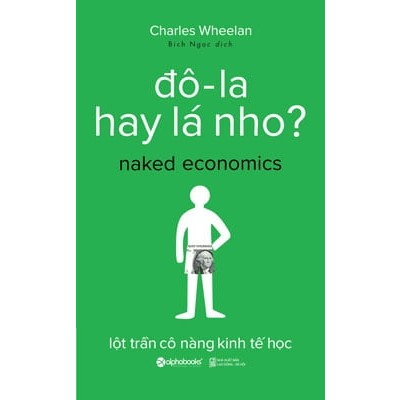 Charles Wheelan
Bích Ngọc dịch
đô-la
hay lá nho?
naked economics
lột trần cô nàng kinh tế học
alphabooks